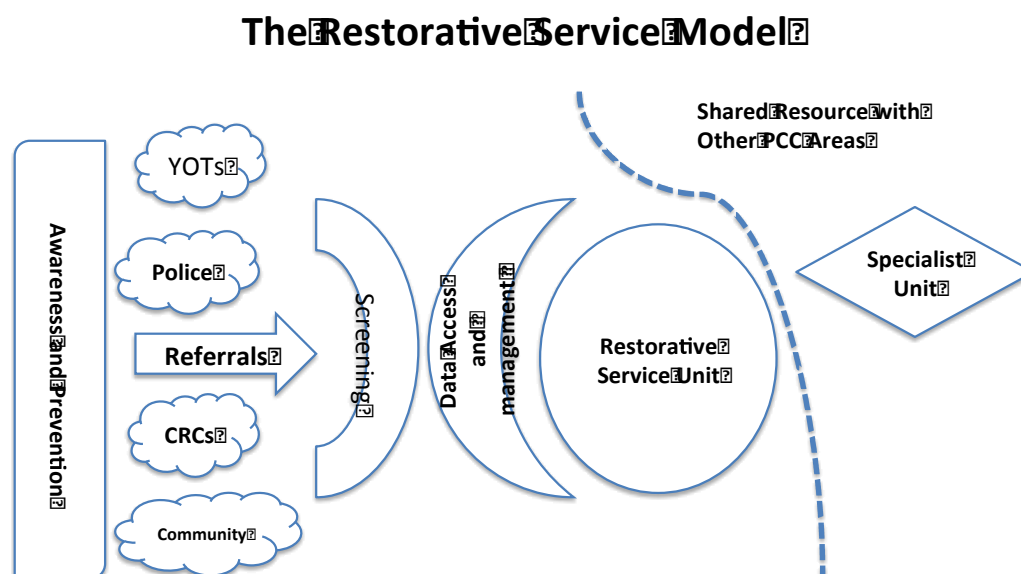 The Restorative Service Model
Shared Resource with
Other PCC Areas
YOTs
Awareness and Prevention
Police
Specialist
Unit
Screening
Data Access
and
management
Referrals
Restorative
Service Unit
CRCs
Community